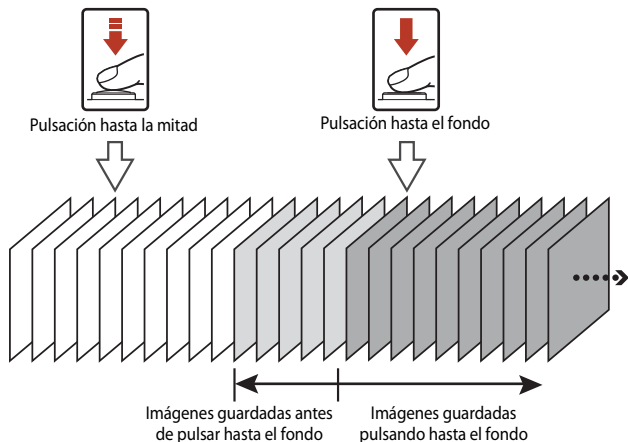 Pulsación hasta la mitad
Pulsación hasta el fondo
Imágenes guardadas antes
de pulsar hasta el fondo
Imágenes guardadas
pulsando hasta el fondo